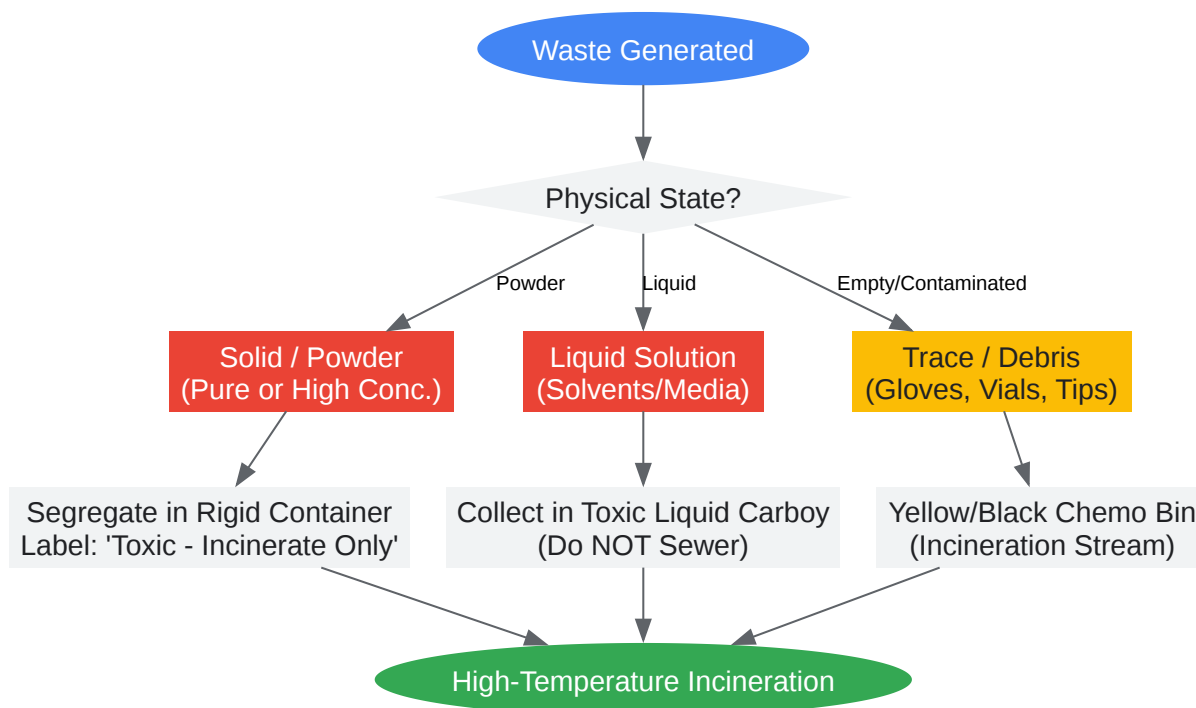 Waste Generated
Physical State?
Powder
Liquid
Empty/Contaminated
Solid / Powder
(Pure or High Conc.)
Liquid Solution
(Solvents/Media)
Trace / Debris
(Gloves, Vials, Tips)
Segregate in Rigid Container
Label: 'Toxic - Incinerate Only'
Collect in Toxic Liquid Carboy
(Do NOT Sewer)
Yellow/Black Chemo Bin
(Incineration Stream)
High-Temperature Incineration